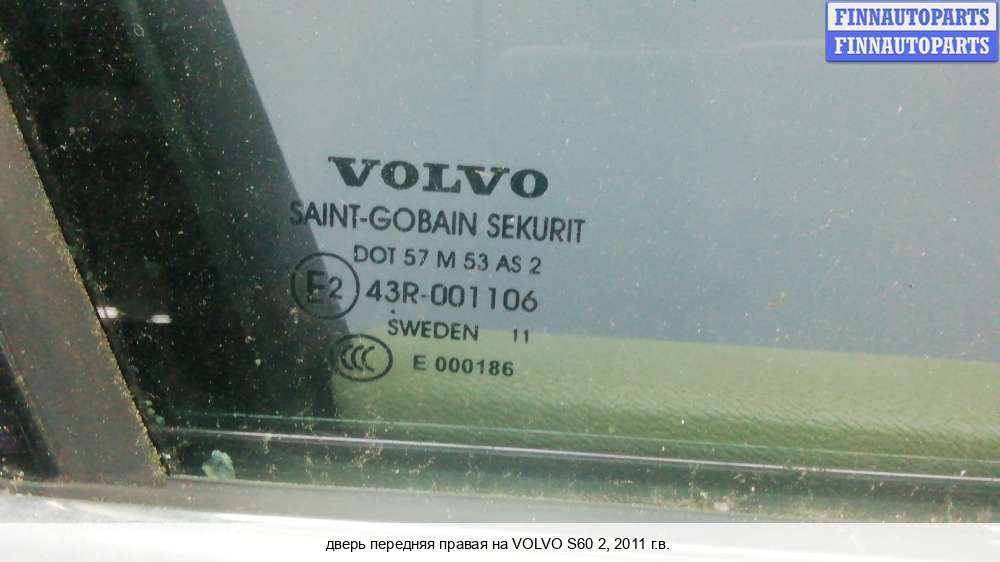 FINNAUTOPARTS
FINNAUTOPARTS
VOLVO
SAINT-GOBAIN SEKURIT
DOT 57 M 53 AS 2
E2 43R-001106
SWEDEN 11
CCC E 000186
дверь передняя правая на VOLVO S60 2, 2011 г.в.